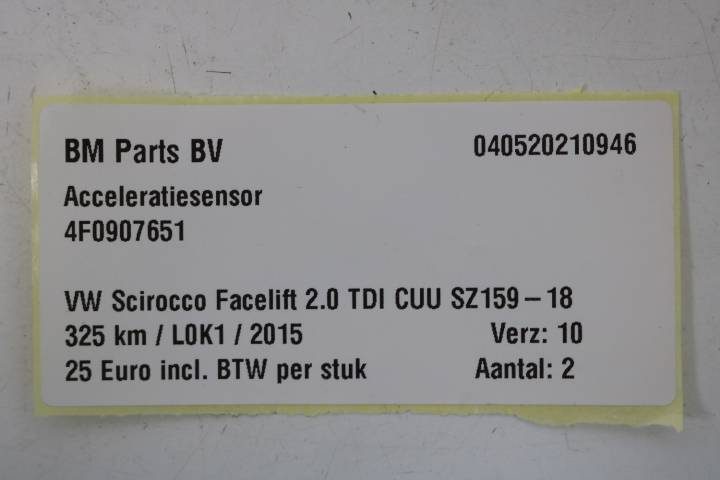 BM Parts BV 040520210946
Acceleratiesensor
4F0907651
VW Scirocco Facelift 2.0 TDI CUU SZ159-18
325 km / L0K1 / 2015 Verz: 10
25 Euro incl. BTW per stuk Aantal: 2